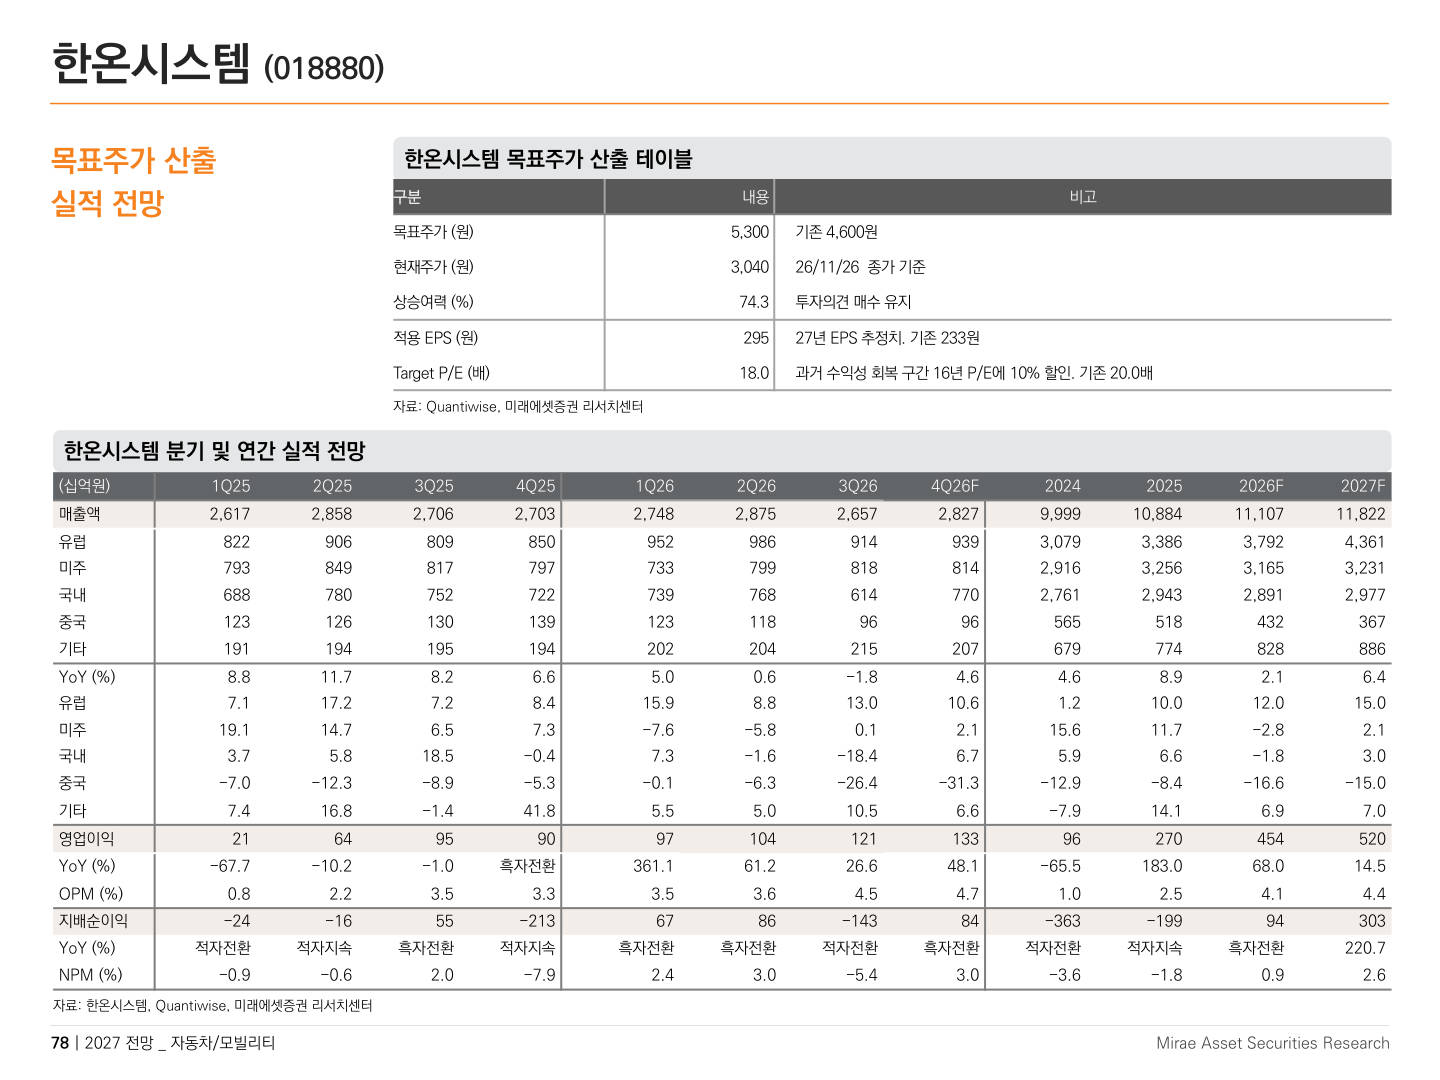 한온시스템 (018880)
목표주가 산출
실적 전망
한온시스템 목표주가 산출 테이블
구분 내용 비고
목표주가 (원) 5,300 기존 4,600원
현재주가 (원) 3,040 26/11/26 종가 기준
상승여력 (%) 74.3 투자의견 매수 유지
적용 EPS (원) 295 27년 EPS 추정치. 기존 233원
Target P/E (배) 18.0 과거 수익성 회복 구간 16년 P/E에 10% 할인. 기존 20.0배
자료: Quantiwise, 미래에셋증권 리서치센터
한온시스템 분기 및 연간 실적 전망
(십억원) 1Q25 2Q25 3Q25 4Q25 1Q26 2Q26 3Q26 4Q26F 2024 2025 2026F 2027F
매출액 2,617 2,858 2,706 2,703 2,748 2,875 2,657 2,827 9,999 10,884 11,107 11,822
유럽 822 906 809 850 952 986 914 939 3,079 3,386 3,792 4,361
미주 793 849 817 797 733 799 818 814 2,916 3,256 3,165 3,231
국내 688 780 752 722 739 768 614 770 2,761 2,943 2,891 2,977
중국 123 126 130 139 123 118 96 96 565 518 432 367
기타 191 194 195 194 202 204 215 207 679 774 828 886
YoY (%) 8.8 11.7 8.2 6.6 5.0 0.6 -1.8 4.6 4.6 8.9 2.1 6.4
유럽 7.1 17.2 7.2 8.4 15.9 8.8 13.0 10.6 1.2 10.0 12.0 15.0
미주 19.1 14.7 6.5 7.3 -7.6 -5.8 0.1 2.1 15.6 11.7 -2.8 2.1
국내 3.7 5.8 18.5 -0.4 7.3 -1.6 -18.4 6.7 5.9 6.6 -1.8 3.0
중국 -7.0 -12.3 -8.9 -5.3 -0.1 -6.3 -26.4 -31.3 -12.9 -8.4 -16.6 -15.0
기타 7.4 16.8 -1.4 41.8 5.5 5.0 10.5 6.6 -7.9 14.1 6.9 7.0
영업이익 21 64 95 90 97 104 121 133 96 270 454 520
YoY (%) -67.7 -10.2 -1.0 흑자전환 361.1 61.2 26.6 48.1 -65.5 183.0 68.0 14.5
OPM (%) 0.8 2.2 3.5 3.3 3.5 3.6 4.5 4.7 1.0 2.5 4.1 4.4
지배순이익 -24 -16 55 -213 67 86 -143 84 -363 -199 94 303
YoY (%) 적자전환 적자지속 흑자전환 적자지속 흑자전환 흑자전환 적자전환 흑자전환 적자전환 적자지속 흑자전환 220.7
NPM (%) -0.9 -0.6 2.0 -7.9 2.4 3.0 -5.4 3.0 -3.6 -1.8 0.9 2.6
자료: 한온시스템, Quantiwise, 미래에셋증권 리서치센터
78 | 2027 전망 _ 자동차/모빌리티
Mirae Asset Securities Research